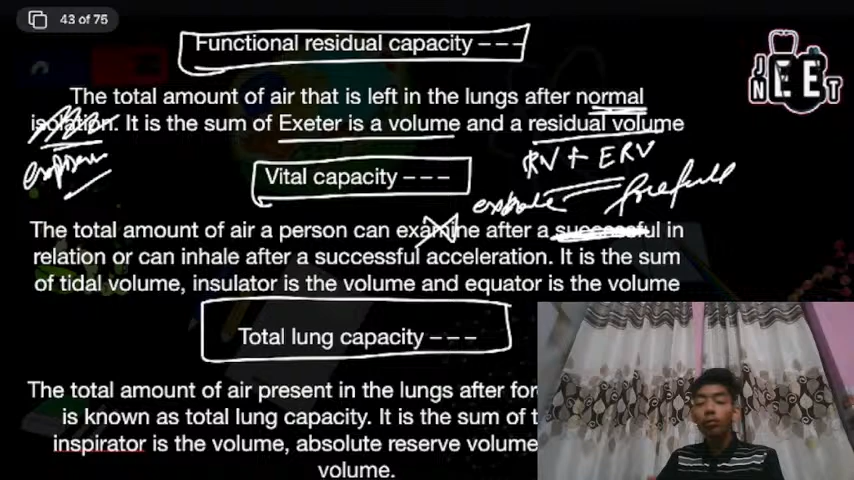 43 of 75
Functional residual capacity ---
JNEET
The total amount of air that is left in the lungs after normal
isolation. It is the sum of Exeter is a volume and a residual volume
RV + ERV
Vital capacity ---
forcefull
The total amount of air a person can examine after a successful in
relation or can inhale after a successful acceleration. It is the sum
of tidal volume, insulator is the volume and equator is the volume
Total lung capacity ---
The total amount of air present in the lungs after for
is known as total lung capacity. It is the sum of t
inspirator is the volume, absolute reserve volume
volume.